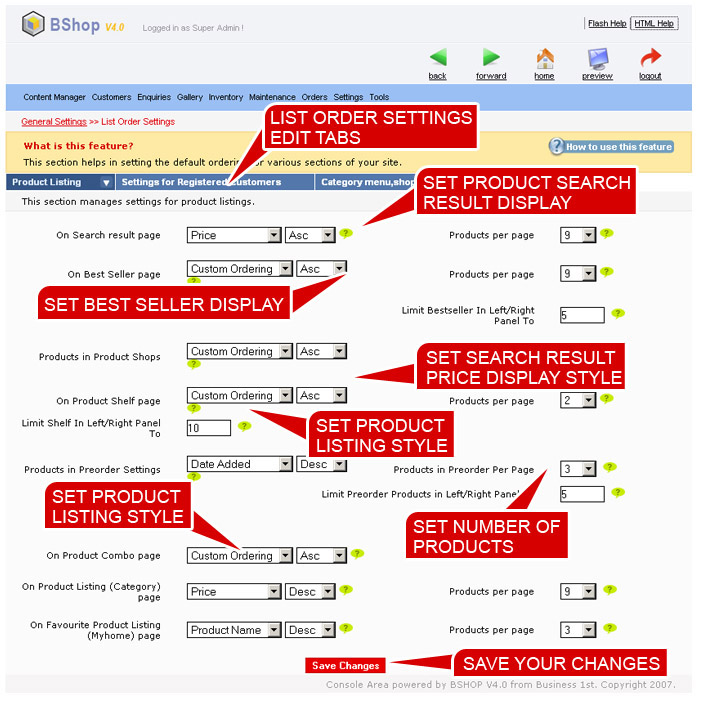 BShop V4.0
Logged in as Super Admin !
Flash Help HTML Help
back forward home preview logout
Content Manager Customers Enquiries Gallery Inventory Maintenance Orders Settings Tools
General Settings >> List Order Settings
LIST ORDER SETTINGS
EDIT TABS
What is this feature?
How to use this feature
This section helps in setting the default ordering for various sections of your site.
Product Listing Settings for Registered Customers Category menu,shop
This section manages settings for product listings.
SET PRODUCT SEARCH
RESULT DISPLAY
On Search result page Price Asc ? Products per page 9 ?
On Best Seller page Custom Ordering Asc Products per page 9 ?
?
SET BEST SELLER DISPLAY
Limit Bestseller In Left/Right
Panel To 5 ?
Products in Product Shops Custom Ordering Asc
?
SET SEARCH RESULT
PRICE DISPLAY STYLE
On Product Shelf page Custom Ordering Asc Products per page 2 ?
?
Limit Shelf In Left/Right Panel
To 10 ?
SET PRODUCT
LISTING STYLE
Products in Preorder Settings Date Added Desc Products in Preorder Per Page 3 ?
?
Limit Preorder Products in Left/Right Panel 5 ?
SET PRODUCT
LISTING STYLE
SET NUMBER OF
PRODUCTS
On Product Combo page Custom Ordering Asc ?
On Product Listing (Category)
page Price Desc ? Products per page 9 ?
On Favourite Product Listing
(Myhome) page Product Name Desc ? Products per page 3 ?
Save Changes
SAVE YOUR CHANGES
Console Area powered by BSHOP V4.0 from Business 1st. Copyright 2007.